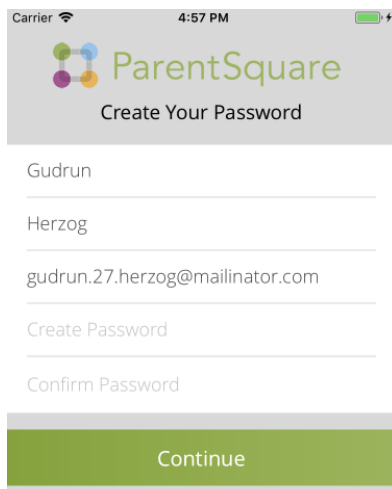 Carrier 4:57 PM
ParentSquare
Create Your Password
Gudrun
Herzog
gudrun.27.herzog@mailinator.com
Create Password
Confirm Password
Continue